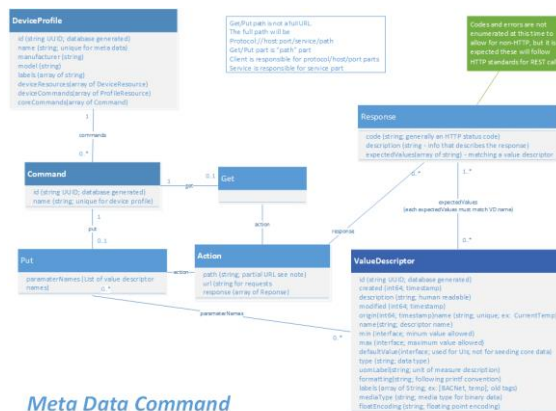 DeviceProfile
id (string UUID; database generated)
name (string; unique for meta data)
manufacturer (string)
model (string)
labels (array of string)
deviceResources(array of DeviceResource)
deviceCommands(array of ProfileResource)
coreCommands(array of Command)
Get/Put path is not a full URL
The full path will be
Protocol://host:port/service/path
Get/Put part is "path" part
Client is responsible for protocol/host/port parts
Service is responsible for service part
Codes and errors are not
enumerated at this time to
allow for non-HTTP, but it is
expected these will follow
HTTP standards for REST call
1
commands
0..*
Response
code (string; generally an HTTP status code)
description (string - info that describes the response)
expectedValues(array of string) - matching a value descriptor
Command
id (string UUID; database generated)
name (string; unique for device profile)
1
get
0..1
Get
action
0..*
1..*
expectedValues
(each expectedValues must match VD name)
0..*
response
1
put
0..1
Put
parameterNames (List of value descriptor
names)
0..*
action
Action
path (string; partial URL see note)
url (string for requests
response (array of Reponse)
parameterNames
0..*
ValueDescriptor
id (string UUID; database generated)
created (int64; timestamp)
description (string; human readable)
modified (int64; timestamp)
origin(int64; timestamp)name (string, unique; ex: CurrentTemp)
name(string; descriptor name)
min (interface; minum value allowed)
max (interface, maximum value allowed)
defaultValue(interface; used for UIs; not for seeding core data)
type (string; data type)
uomLabel(string; unit of measure description)
formatting(string; following printf convention)
labels (array of String; ex: [BACNet, temp]; old tags)
mediaType (string; media type for binary data)
floatEncoding (string; floating point encoding)
Meta Data Command